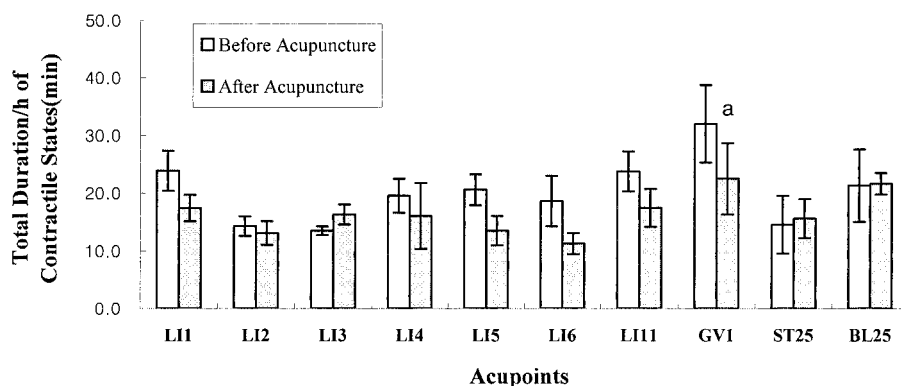 50.0
40.0
30.0
20.0
10.0
0.0
Total Duration/h of
Contractile States(min)
Before Acupuncture
After Acupuncture
a
LI1 LI2 LI3 LI4 LI5 LI6 LI11 GV1 ST25 BL25
Acupoints